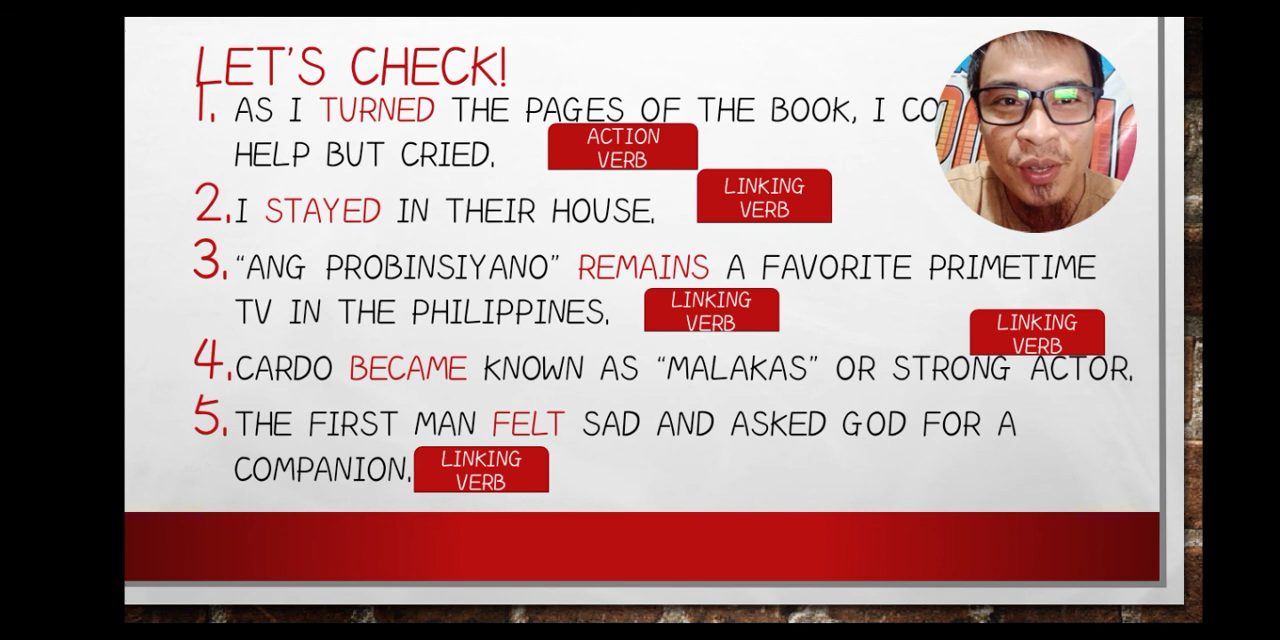 LET'S CHECK!
1. AS I TURNED THE PAGES OF THE BOOK, I CO
HELP BUT CRIED.
ACTION
VERB
2. I STAYED IN THEIR HOUSE.
LINKING
VERB
3. "ANG PROBINSIYANO" REMAINS A FAVORITE PRIMETIME
TV IN THE PHILIPPINES.
LINKING
VERB
4. CARDO BECAME KNOWN AS "MALAKAS" OR STRONG ACTOR.
LINKING
VERB
5. THE FIRST MAN FELT SAD AND ASKED GOD FOR A
COMPANION.
LINKING
VERB